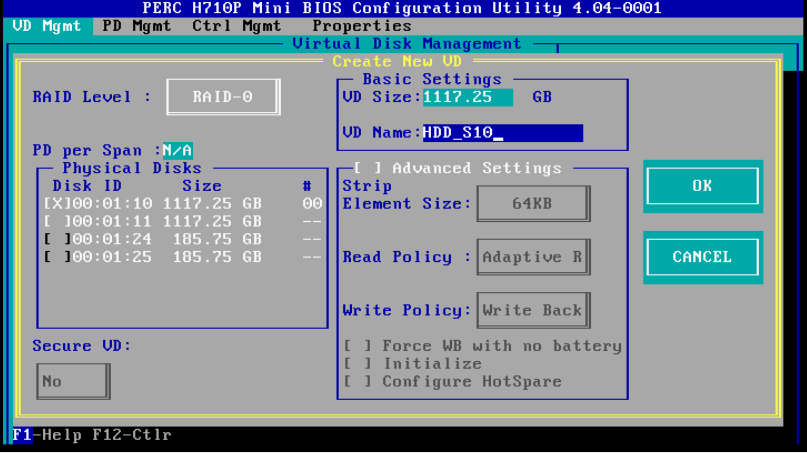 PERC H710P Mini BIOS Configuration Utility 4.04-0001
VD Mgmt PD Mgmt Ctrl Mgmt Properties
Virtual Disk Management
Create New VD
RAID Level : RAID-0
Basic Settings
VD Size: 1117.25 GB
VD Name: HDD_S10_
PD per Span : N/A
Physical Disks
Disk ID Size #
[X]00:01:10 1117.25 GB 00
[ ]00:01:11 1117.25 GB --
[ ]00:01:24 185.75 GB --
[ ]00:01:25 185.75 GB --
Secure VD:
No
[ ] Advanced Settings
Strip
Element Size: 64KB
Read Policy : Adaptive R
Write Policy: Write Back
[ ] Force WB with no battery
[ ] Initialize
[ ] Configure HotSpare
OK
CANCEL
F1-Help F12-Ctlr